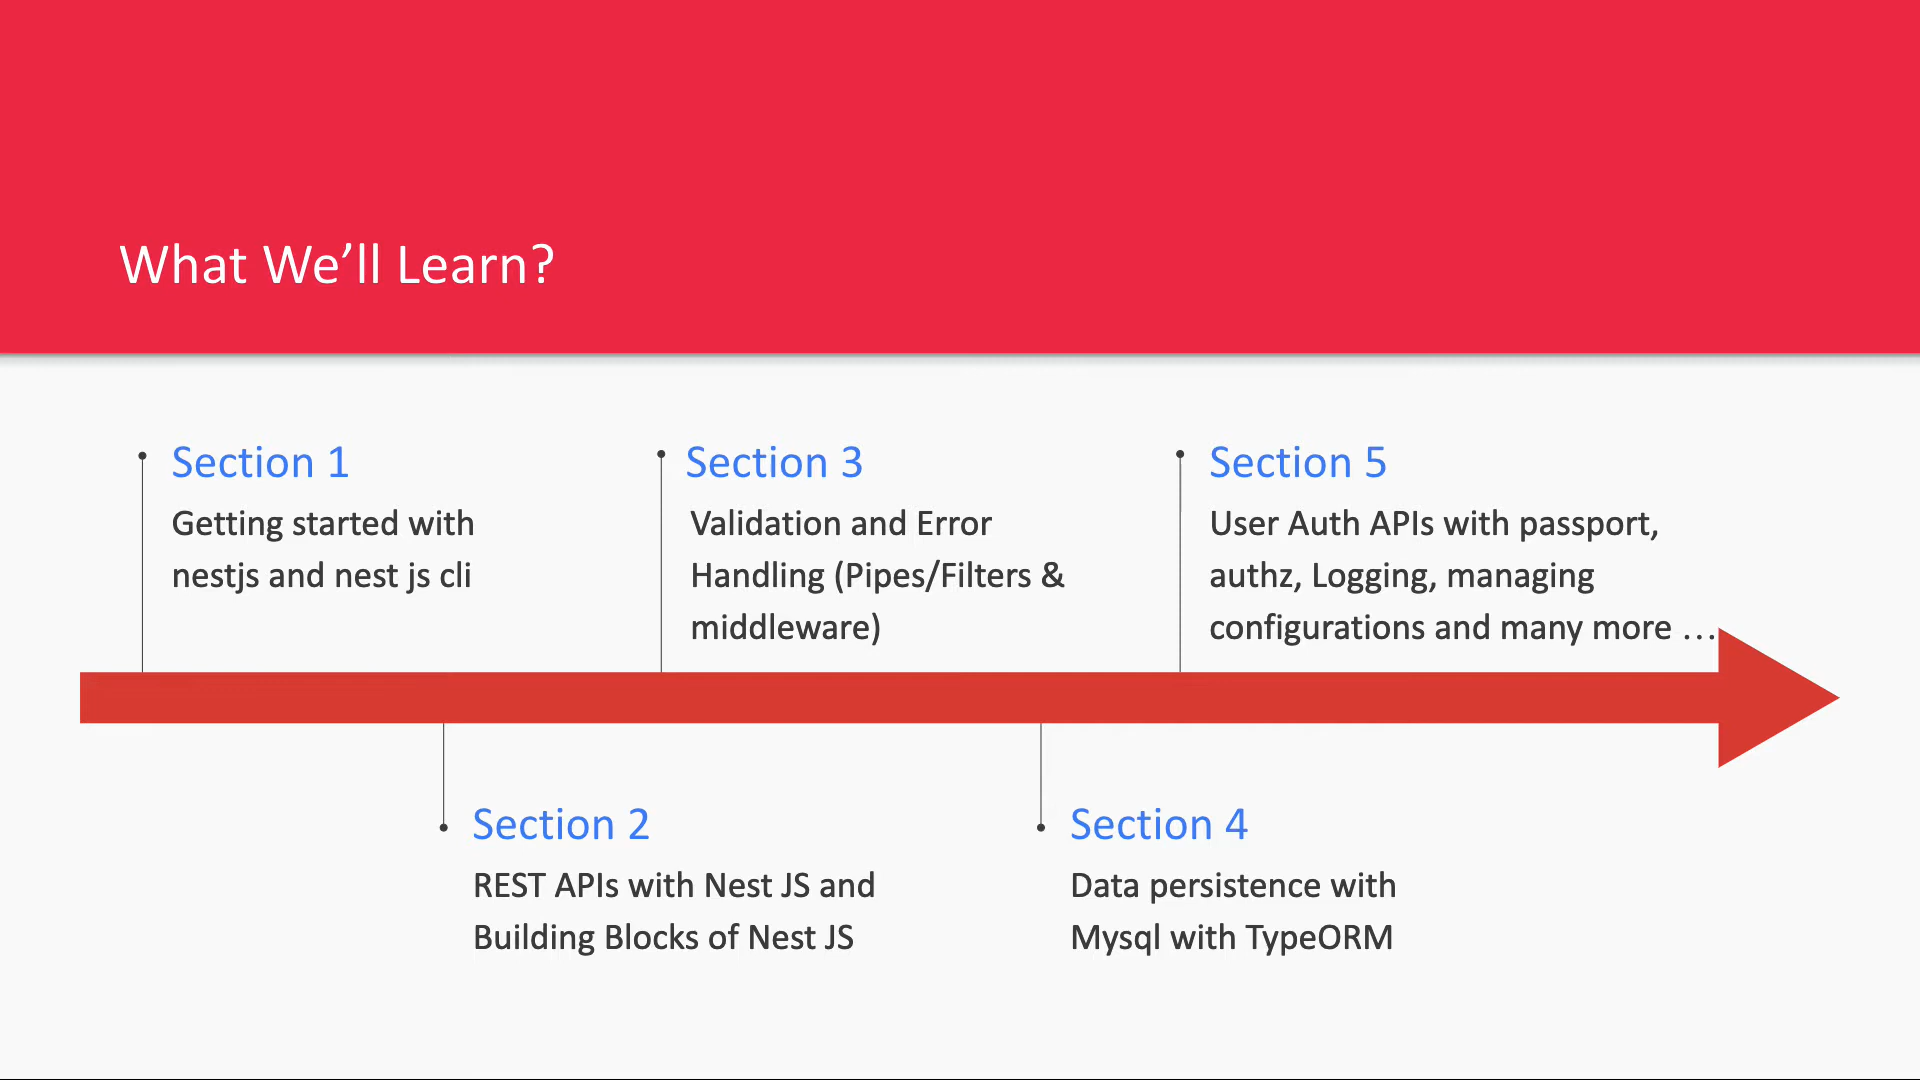 What We’ll Learn?
Section 1
Getting started with
nestjs and nest js cli
Section 2
REST APIs with Nest JS and
Building Blocks of Nest JS
Section 3
Validation and Error
Handling (Pipes/Filters &
middleware)
Section 4
Data persistence with
Mysql with TypeORM
Section 5
User Auth APIs with passport,
authz, Logging, managing
configurations and many more …